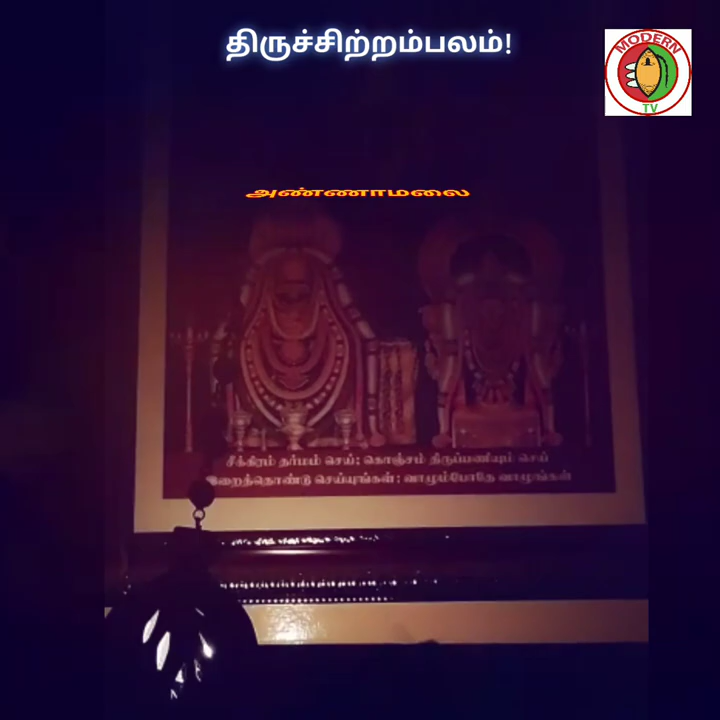 திருச்சிற்றம்பலம்!
MODERN
TV
அண்ணாமலை
சீக்கிரம் தர்மம் செய்; கொஞ்சம் திருப்பணியும் செய்
இறைத்தொண்டு செய்யுங்கள் ; வாழும்போதே வாழுங்கள்